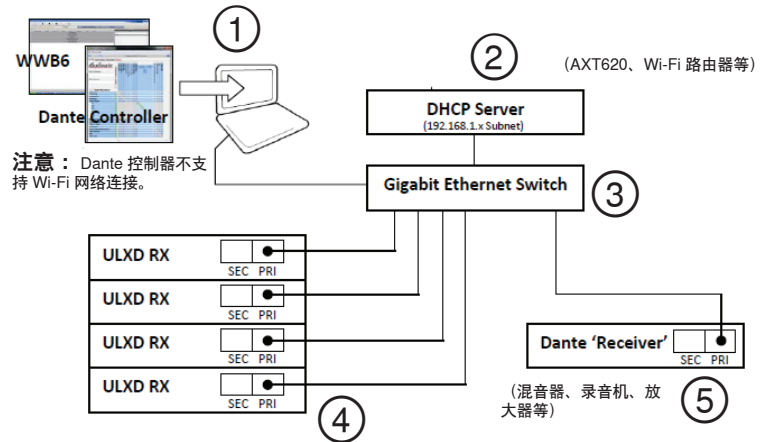 ①
WWB6
Dante Controller
注意： Dante 控制器不支
持 Wi-Fi 网络连接。
②
(AXT620、Wi-Fi 路由器等)
DHCP Server
(192.168.1.x Subnet)
Gigabit Ethernet Switch
③
ULXD RX
SEC PRI
ULXD RX
SEC PRI
ULXD RX
SEC PRI
ULXD RX
SEC PRI
④
Dante ‘Receiver’
SEC PRI
(混音器、录音机、放
大器等)
⑤